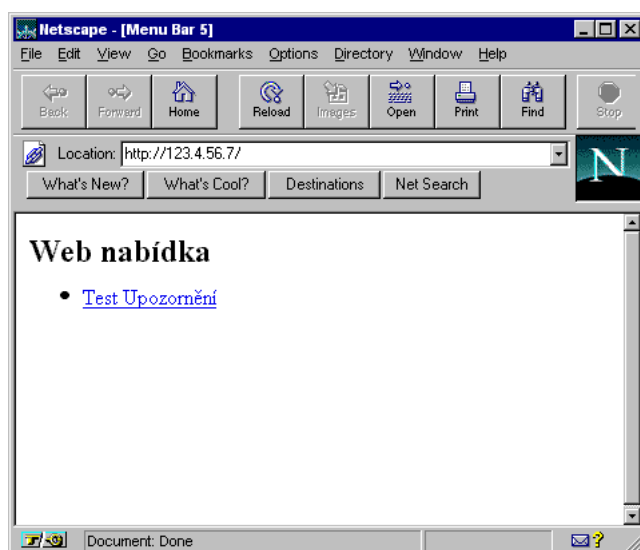 Netscape - [Menu Bar 5]
File Edit View Go Bookmarks Options Directory Window Help
Back Forward Home Reload Images Open Print Find Stop
Location: http://123.4.56.7/
N
What's New? What's Cool? Destinations Net Search
Web nabídka
Test Upozornění
Document: Done